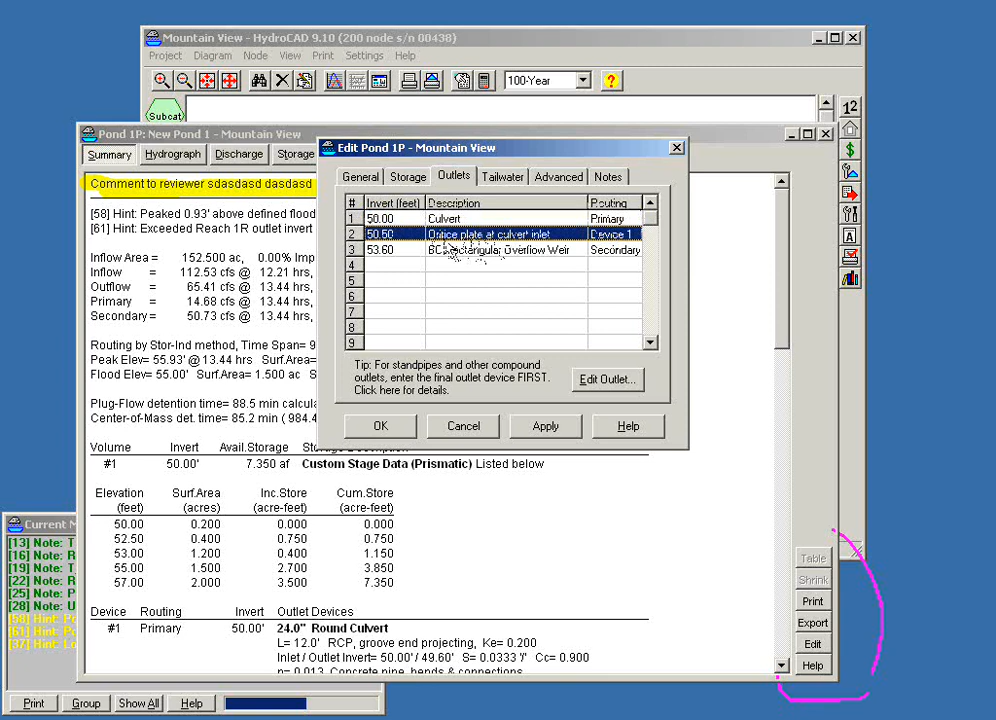 Mountain View - HydroCAD 9.10 (200 node s/n 00438)
Project Diagram Node View Print Settings Help
100-Year
?
Subcat
12
$
A
Pond 1P: New Pond 1 - Mountain View
Summary Hydrograph Discharge Storage
Comment to reviewer sdasdasd dasdasd
[58] Hint: Peaked 0.93' above defined flood
[61] Hint: Exceeded Reach 1R outlet invert
Inflow Area = 152.500 ac, 0.00% Imp
Inflow = 112.53 cfs @ 12.21 hrs,
Outflow = 65.41 cfs @ 13.44 hrs,
Primary = 14.68 cfs @ 13.44 hrs,
Secondary = 50.73 cfs @ 13.44 hrs,
Routing by Stor-Ind method, Time Span= 9
Peak Elev= 55.93' @ 13.44 hrs Surf.Area=
Flood Elev= 55.00' Surf.Area= 1.500 ac
Plug-Flow detention time= 88.5 min calcul
Center-of-Mass det. time= 85.2 min ( 984.4
Volume Invert Avail.Storage
#1 50.00' 7.350 af Custom Stage Data (Prismatic) Listed below
Elevation Surf.Area Inc.Store Cum.Store
(feet) (acres) (acre-feet) (acre-feet)
50.00 0.200 0.000 0.000
52.50 0.400 0.750 0.750
53.00 1.200 0.400 1.150
55.00 1.500 2.700 3.850
57.00 2.000 3.500 7.350
Device Routing Invert Outlet Devices
#1 Primary 50.00' 24.0" Round Culvert
L= 12.0' RCP, groove end projecting, Ke= 0.200
Inlet / Outlet Invert= 50.00' / 49.60' S= 0.0333 '/' Cc= 0.900
n= 0.013 Concrete pipe, bends & connections
Table
Shrink
Print
Export
Edit
Help
Edit Pond 1P - Mountain View
General Storage Outlets Tailwater Advanced Notes
# Invert (feet) Description Routing
1 50.00 Culvert Primary
2 50.50 Orifice plate at culvert inlet Device 1
3 53.60 Rectangular Overflow Weir Secondary
4
5
6
7
8
9
Tip: For standpipes and other compound
outlets, enter the final outlet device FIRST.
Click here for details.
Edit Outlet...
OK Cancel Apply Help
Current M
[13] Note: T
[16] Note: R
[19] Note: T
[22] Note: R
[25] Note: P
[28] Note: U
[58] Hint: Pe
[61] Hint: Po
[37] Hint: Lo
Print Group Show All Help